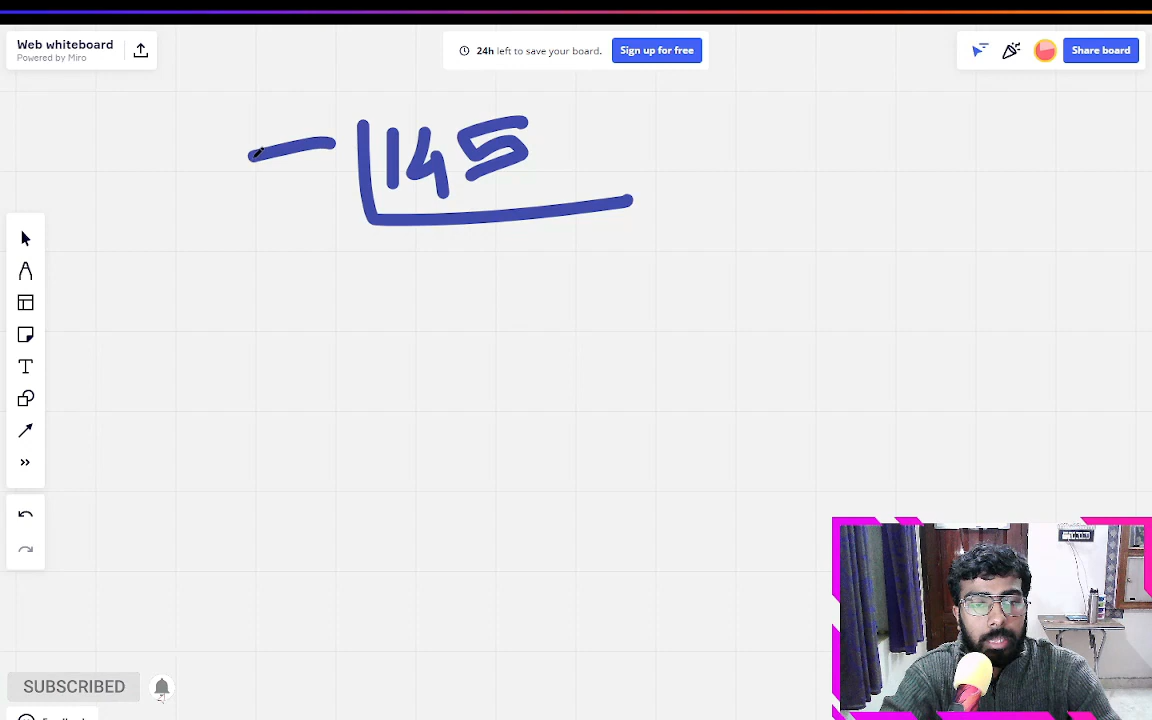 Web whiteboard
Powered by Miro
24h left to save your board.
Sign up for free
Share board
145
T
SUBSCRIBED